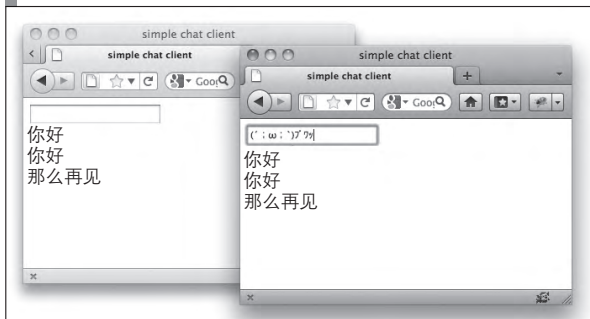 simple chat client
simple chat client
Goo
你好
你好
那么再见
simple chat client
simple chat client
Goo
(´；ω；`)ﾌﾞﾜｯ
你好
你好
那么再见